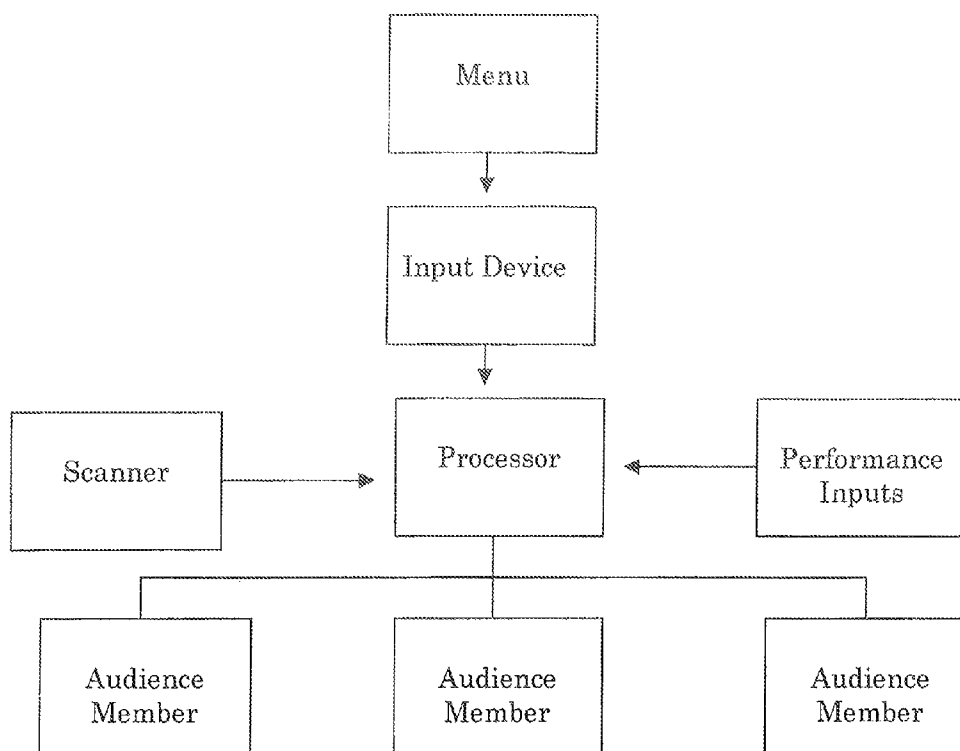 Menu
Input Device
Scanner
Processor
Performance
Inputs
Audience
Member
Audience
Member
Audience
Member